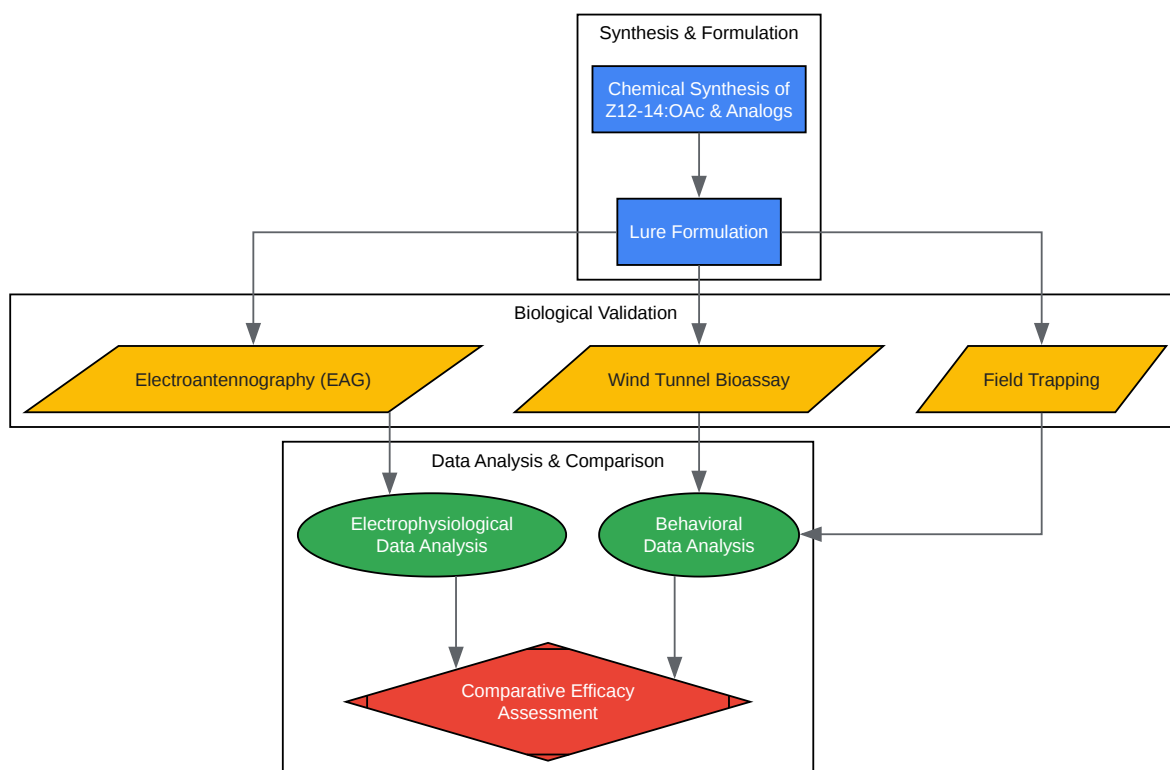 Synthesis & Formulation
Chemical Synthesis of
Z12-14:OAc & Analogs
Lure Formulation
Biological Validation
Electroantennography (EAG)
Wind Tunnel Bioassay
Field Trapping
Data Analysis & Comparison
Electrophysiological
Data Analysis
Behavioral
Data Analysis
Comparative Efficacy
Assessment